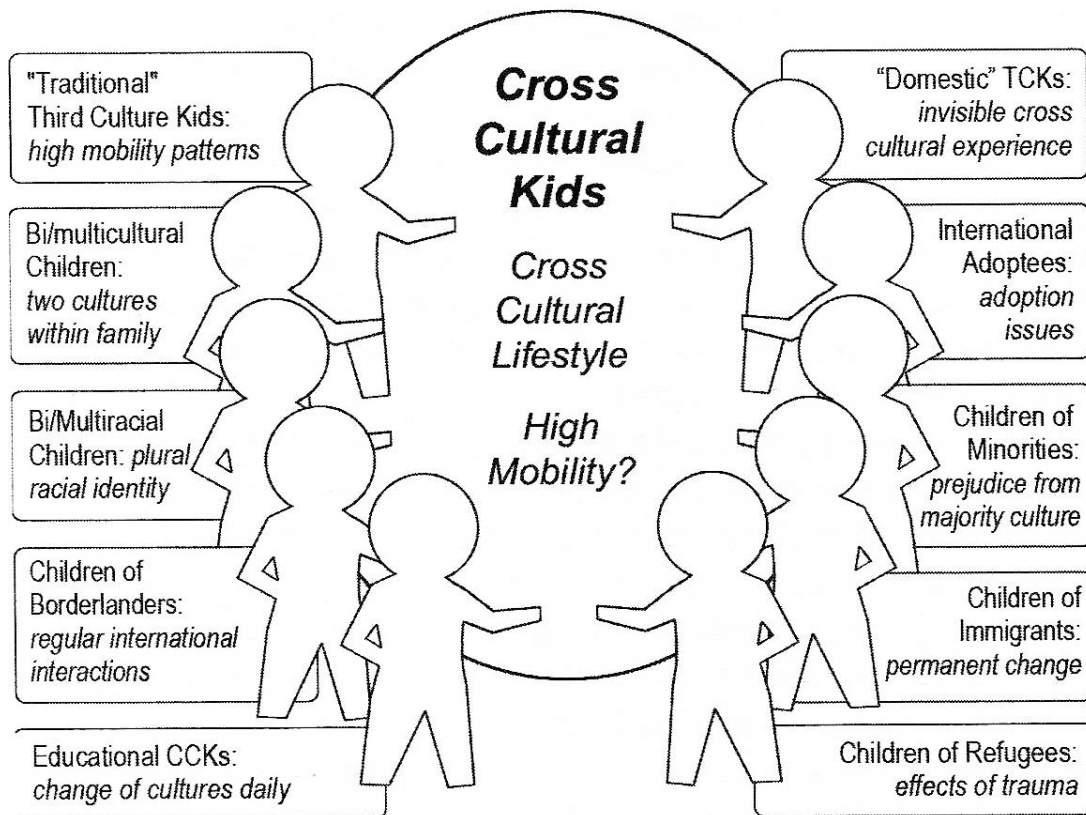 Cross
Cultural
Kids
Cross
Cultural
Lifestyle
High
Mobility?
"Traditional"
Third Culture Kids:
high mobility patterns
Bi/multicultural
Children:
two cultures
within family
Bi/Multiracial
Children: plural
racial identity
Children of
Borderlanders:
regular international
interactions
Educational CCKs:
change of cultures daily
“Domestic” TCKs:
invisible cross
cultural experience
International
Adoptees:
adoption
issues
Children of
Minorities:
prejudice from
majority culture
Children of
Immigrants:
permanent change
Children of Refugees:
effects of trauma